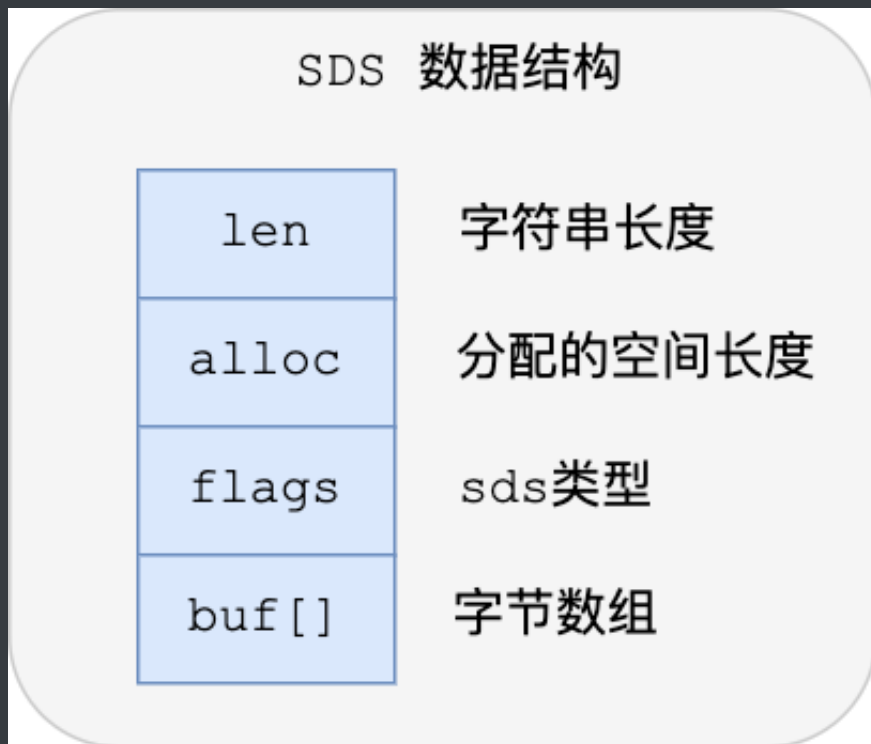 SDS 数据结构
len 字符串长度
alloc 分配的空间长度
flags sds类型
buf[] 字节数组